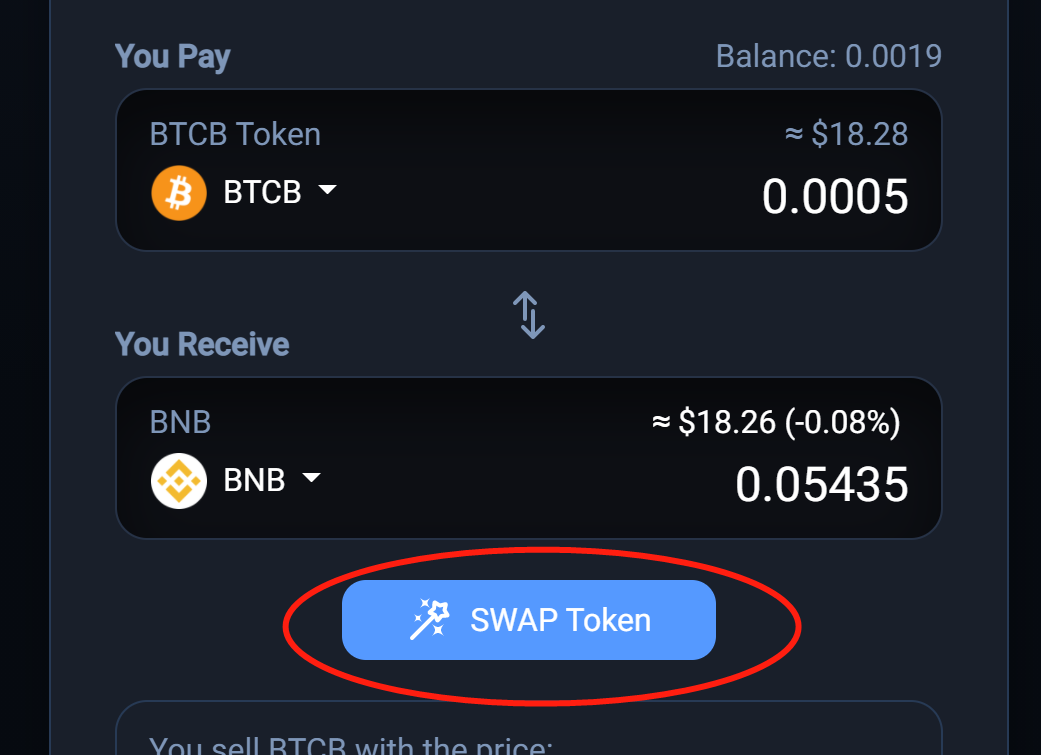 You Pay
Balance: 0.0019
BTCB Token
≈ $18.28
BTCB
0.0005
You Receive
BNB
≈ $18.26 (-0.08%)
BNB
0.05435
SWAP Token
You sell BTCB with the price: